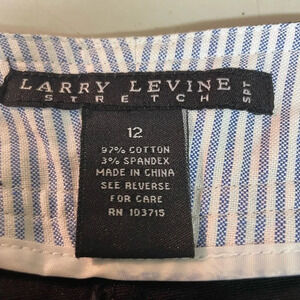 LARRY LEVINE
STRETCH SPT
12
97% COTTON
3% SPANDEX
MADE IN CHINA
SEE REVERSE
FOR CARE
RN 103715